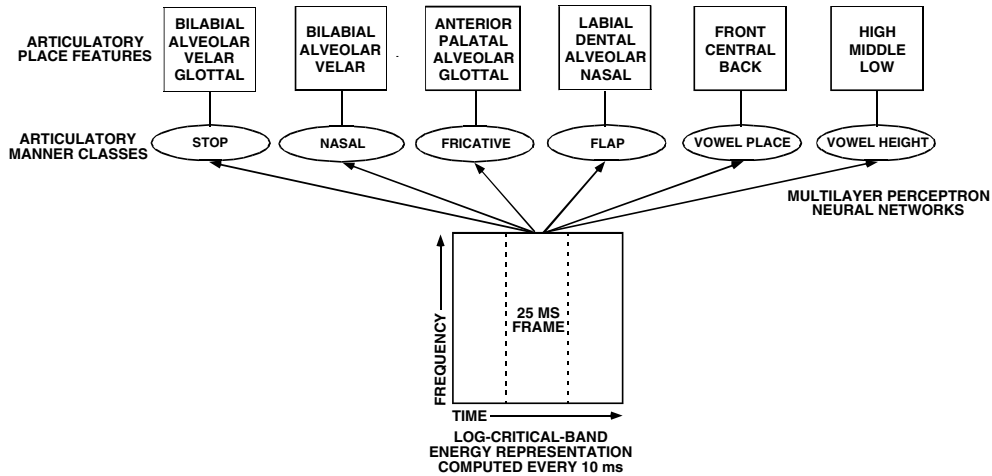 ARTICULATORY
PLACE FEATURES
BILABIAL
ALVEOLAR
VELAR
GLOTTAL
BILABIAL
ALVEOLAR
VELAR
ANTERIOR
PALATAL
ALVEOLAR
GLOTTAL
LABIAL
DENTAL
ALVEOLAR
NASAL
FRONT
CENTRAL
BACK
HIGH
MIDDLE
LOW
ARTICULATORY
MANNER CLASSES
STOP
NASAL
FRICATIVE
FLAP
VOWEL PLACE
VOWEL HEIGHT
MULTILAYER PERCEPTRON
NEURAL NETWORKS
FREQUENCY
25 MS
FRAME
TIME
LOG-CRITICAL-BAND
ENERGY REPRESENTATION
COMPUTED EVERY 10 ms